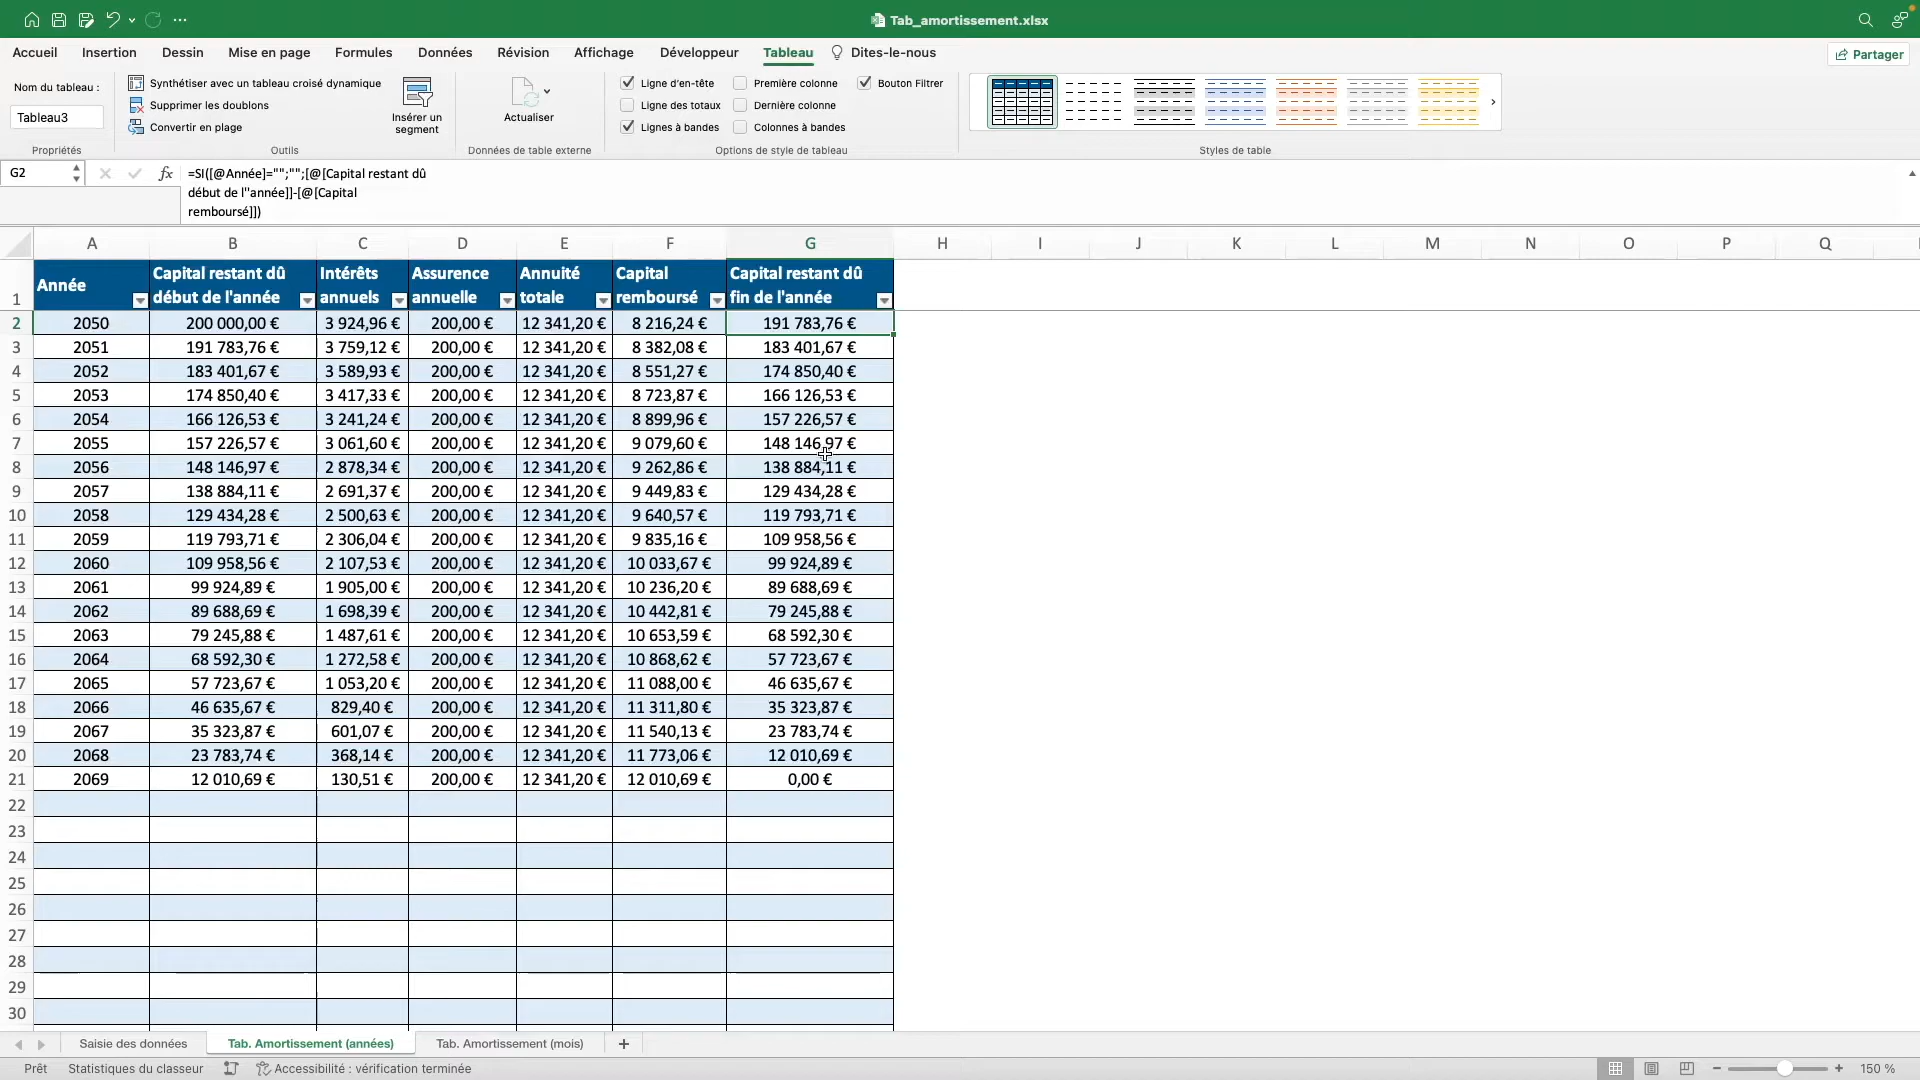 Tab_amortissement.xlsx
Accueil Insertion Dessin Mise en page Formules Données Révision Affichage Développeur Tableau Dites-le-nous Partager
Nom du tableau :
Tableau3
Propriétés
Synthétiser avec un tableau croisé dynamique
Supprimer les doublons
Convertir en plage
Outils
Insérer un
segment
Actualiser
Données de table externe
Ligne d'en-tête Première colonne Bouton Filtrer
Ligne des totaux Dernière colonne
Lignes à bandes Colonnes à bandes
Options de style de tableau
Styles de table
G2 fx =SI([@Année]="";"";[@[Capital restant dû
début de l''année]]-[@[Capital
remboursé]])
A B C D E F G H I J K L M N O P Q
1 Année Capital restant dû début de l'année Intérêts annuels Assurence annuelle Annuité totale Capital remboursé Capital restant dû fin de l'année
2 2050 200 000,00 € 3 924,96 € 200,00 € 12 341,20 € 8 216,24 € 191 783,76 €
3 2051 191 783,76 € 3 759,12 € 200,00 € 12 341,20 € 8 382,08 € 183 401,67 €
4 2052 183 401,67 € 3 589,93 € 200,00 € 12 341,20 € 8 551,27 € 174 850,40 €
5 2053 174 850,40 € 3 417,33 € 200,00 € 12 341,20 € 8 723,87 € 166 126,53 €
6 2054 166 126,53 € 3 241,24 € 200,00 € 12 341,20 € 8 899,96 € 157 226,57 €
7 2055 157 226,57 € 3 061,60 € 200,00 € 12 341,20 € 9 079,60 € 148 146,97 €
8 2056 148 146,97 € 2 878,34 € 200,00 € 12 341,20 € 9 262,86 € 138 884,11 €
9 2057 138 884,11 € 2 691,37 € 200,00 € 12 341,20 € 9 449,83 € 129 434,28 €
10 2058 129 434,28 € 2 500,63 € 200,00 € 12 341,20 € 9 640,57 € 119 793,71 €
11 2059 119 793,71 € 2 306,04 € 200,00 € 12 341,20 € 9 835,16 € 109 958,56 €
12 2060 109 958,56 € 2 107,53 € 200,00 € 12 341,20 € 10 033,67 € 99 924,89 €
13 2061 99 924,89 € 1 905,00 € 200,00 € 12 341,20 € 10 236,20 € 89 688,69 €
14 2062 89 688,69 € 1 698,39 € 200,00 € 12 341,20 € 10 442,81 € 79 245,88 €
15 2063 79 245,88 € 1 487,61 € 200,00 € 12 341,20 € 10 653,59 € 68 592,30 €
16 2064 68 592,30 € 1 272,58 € 200,00 € 12 341,20 € 10 868,62 € 57 723,67 €
17 2065 57 723,67 € 1 053,20 € 200,00 € 12 341,20 € 11 088,00 € 46 635,67 €
18 2066 46 635,67 € 829,40 € 200,00 € 12 341,20 € 11 311,80 € 35 323,87 €
19 2067 35 323,87 € 601,07 € 200,00 € 12 341,20 € 11 540,13 € 23 783,74 €
20 2068 23 783,74 € 368,14 € 200,00 € 12 341,20 € 11 773,06 € 12 010,69 €
21 2069 12 010,69 € 130,51 € 200,00 € 12 341,20 € 12 010,69 € 0,00 €
22
23
24
25
26
27
28
29
30
Saisie des données Tab. Amortissement (années) Tab. Amortissement (mois)
Prêt Statistiques du classeur Accessibilité : vérification terminée 150 %